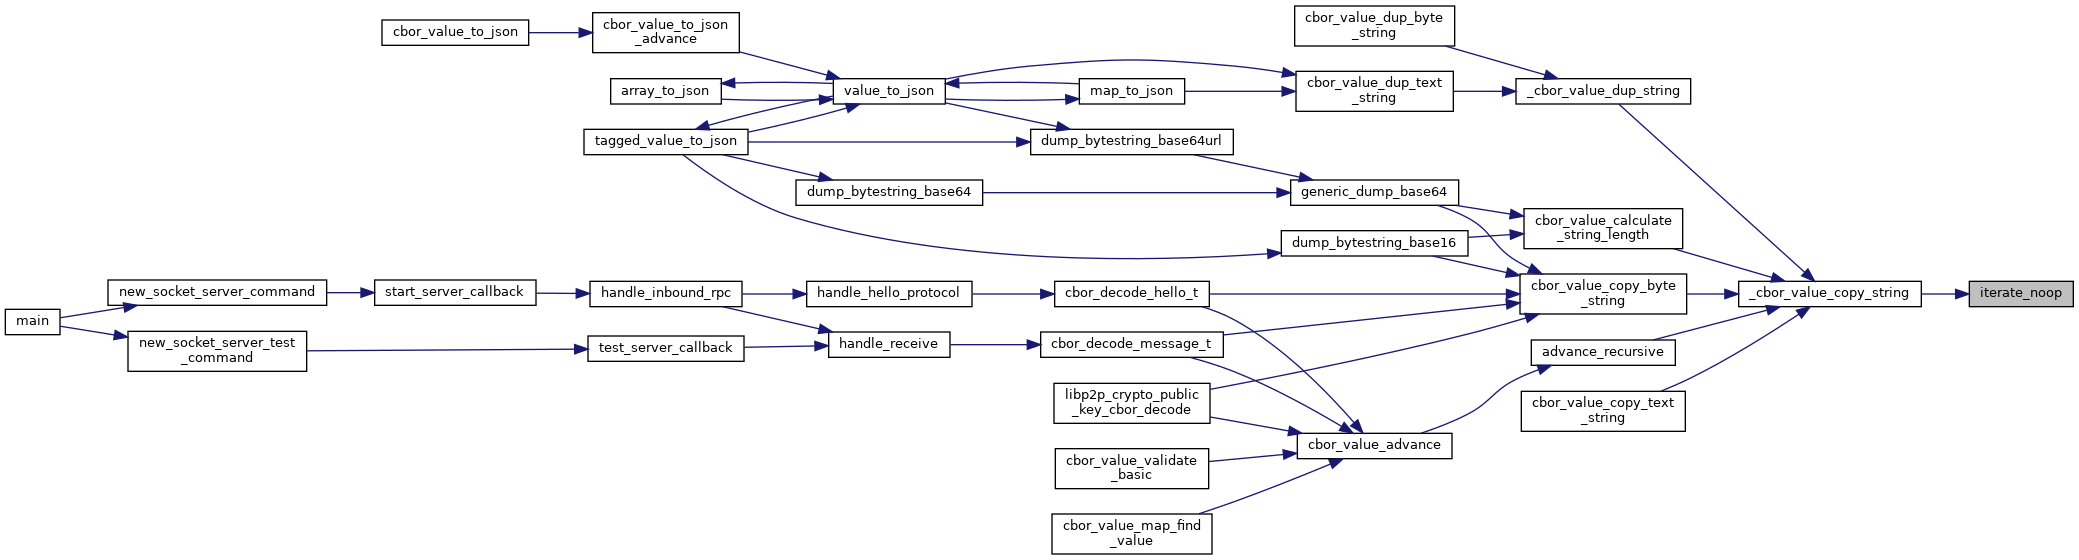 cbor_value_to_json
cbor_value_to_json
_advance
cbor_value_dup_byte
_string
array_to_json
value_to_json
map_to_json
cbor_value_dup_text
_string
_cbor_value_dup_string
tagged_value_to_json
dump_bytestring_base64url
dump_bytestring_base64
generic_dump_base64
cbor_value_calculate
_string_length
dump_bytestring_base16
main
new_socket_server_command
start_server_callback
handle_inbound_rpc
handle_hello_protocol
cbor_decode_hello_t
cbor_value_copy_byte
_string
_cbor_value_copy_string
iterate_noop
new_socket_server_test
_command
test_server_callback
handle_receive
cbor_decode_message_t
advance_recursive
libp2p_crypto_public
_key_cbor_decode
cbor_value_copy_text
_string
cbor_value_advance
cbor_value_validate
_basic
cbor_value_map_find
_value